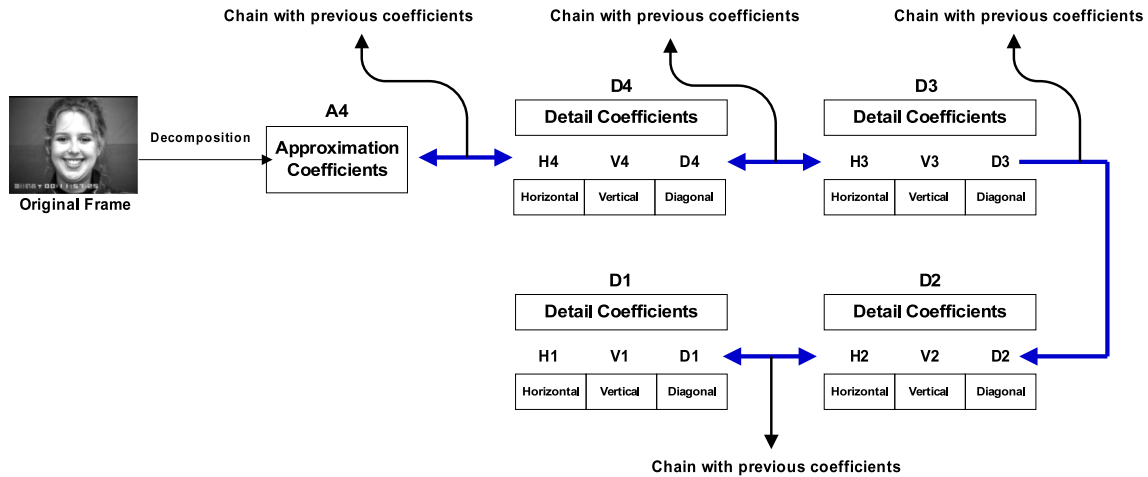 Chain with previous coefficients
Chain with previous coefficients
Chain with previous coefficients
D4
D3
A4
Detail Coefficients
Detail Coefficients
Decomposition
Approximation
Coefficients
H4 V4 D4
H3 V3 D3
Horizontal Vertical Diagonal
Horizontal Vertical Diagonal
Original Frame
D1
D2
Detail Coefficients
Detail Coefficients
H1 V1 D1
H2 V2 D2
Horizontal Vertical Diagonal
Horizontal Vertical Diagonal
Chain with previous coefficients